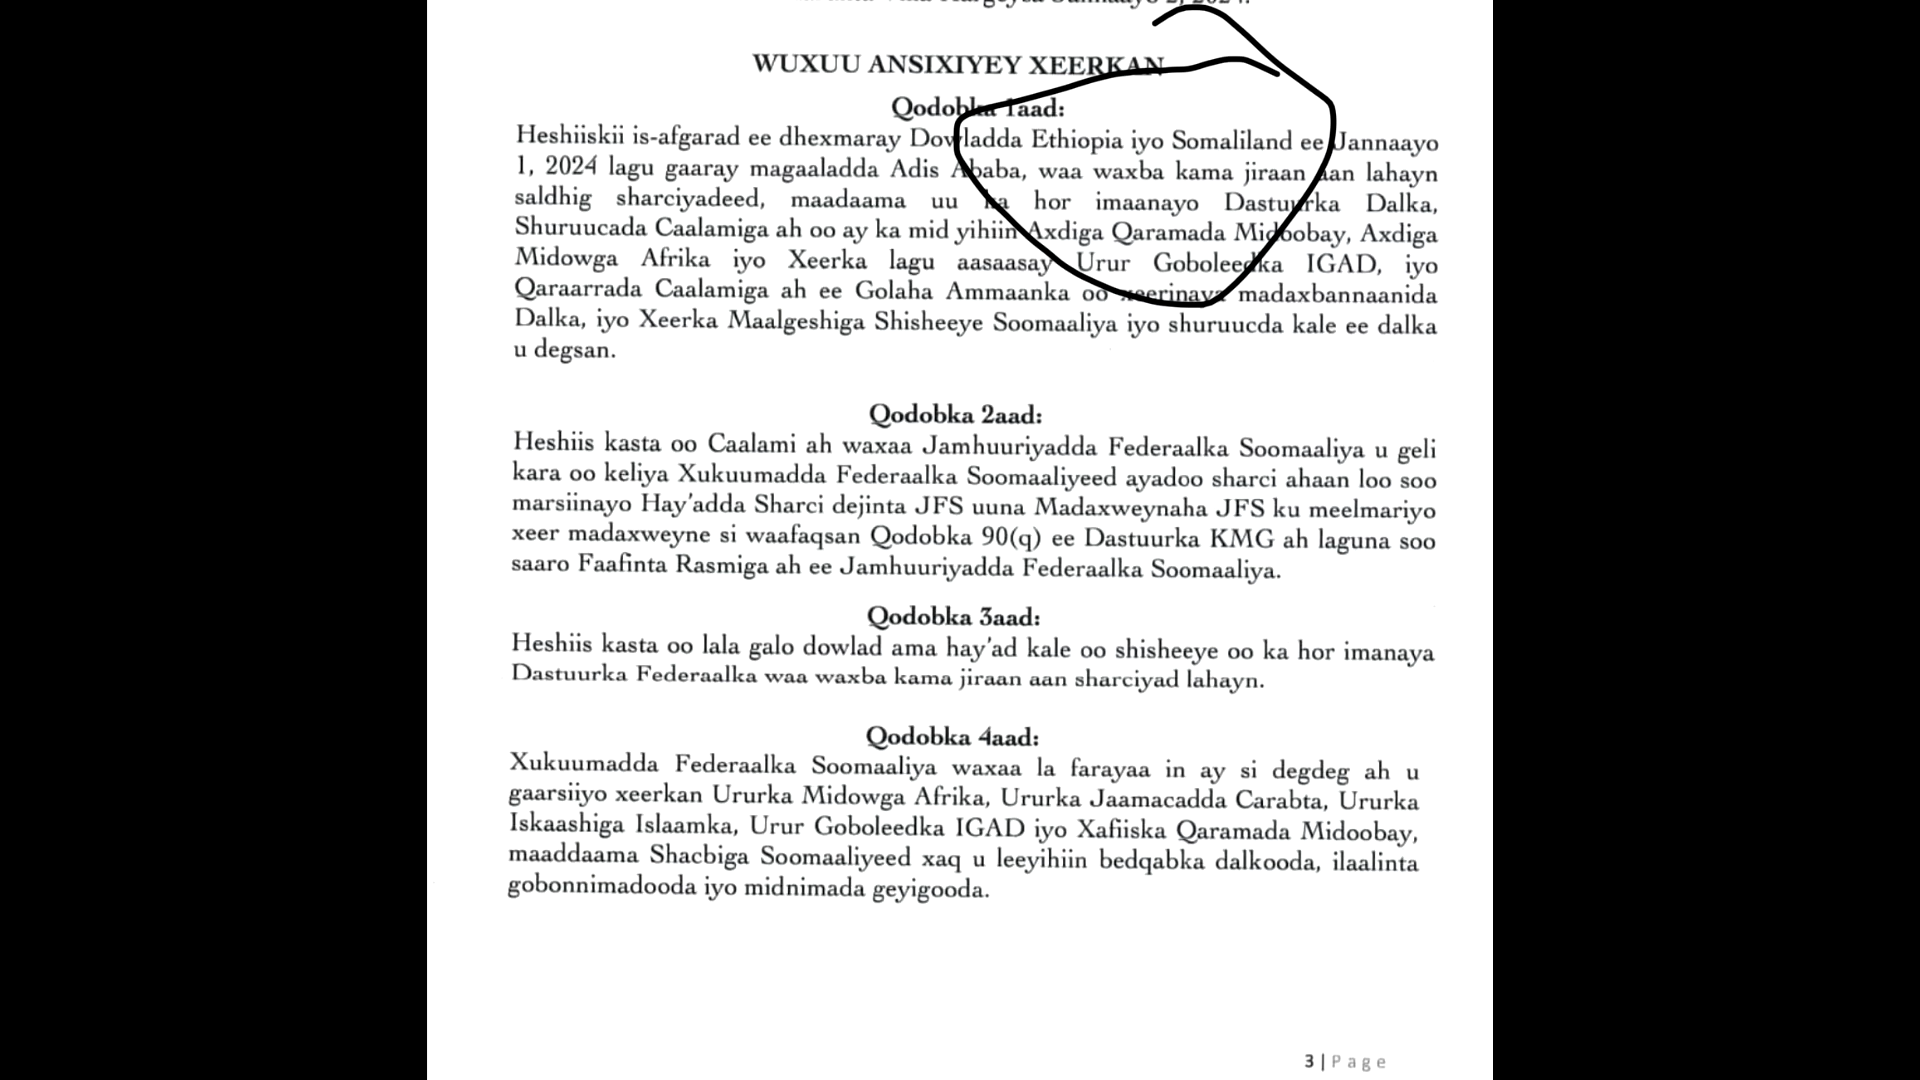 WUXUU ANSIXIYEY XEERKAN
Qodobka 1aad:
Heshiiskii is-afgarad ee dhexmaray Dowladda Ethiopia iyo Somaliland ee Jannaayo
1, 2024 lagu gaaray magaaladda Adis Ababa, waa waxba kama jiraan aan lahayn
saldhig sharciyadeed, maadaama uu ka hor imaanayo Dastuurka Dalka,
Shuruucada Caalamiga ah oo ay ka mid yihiin Axdiga Qaramada Midoobay, Axdiga
Midowga Afrika iyo Xeerka lagu aasaasay Urur Goboleedka IGAD, iyo
Qaraarrada Caalamiga ah ee Golaha Ammaanka oo xeerinaya madaxbannaanida
Dalka, iyo Xeerka Maalgeshiga Shisheeye Soomaaliya iyo shuruucda kale ee dalka
u degsan.
Qodobka 2aad:
Heshiis kasta oo Caalami ah waxaa Jamhuuriyadda Federaalka Soomaaliya u geli
kara oo keliya Xukuumadda Federaalka Soomaaliyeed ayadoo sharci ahaan loo soo
marsiinayo Hay'adda Sharci dejinta JFS uuna Madaxweynaha JFS ku meelmariyo
xeer madaxweyne si waafaqsan Qodobka 90(q) ee Dastuurka KMG ah laguna soo
saaro Faafinta Rasmiga ah ee Jamhuuriyadda Federaalka Soomaaliya.
Qodobka 3aad:
Heshiis kasta oo lala galo dowlad ama hay'ad kale oo shisheeye oo ka hor imanaya
Dastuurka Federaalka waa waxba kama jiraan aan sharciyad lahayn.
Qodobka 4aad:
Xukuumadda Federaalka Soomaaliya waxaa la farayaa in ay si degdeg ah u
gaarsiiyo xeerkan Ururka Midowga Afrika, Ururka Jaamacadda Carabta, Ururka
Iskaashiga Islaamka, Urur Goboleedka IGAD iyo Xafiiska Qaramada Midoobay,
maaddaama Shacbiga Soomaaliyeed xaq u leeyihiin bedqabka dalkooda, ilaalinta
gobonnimadooda iyo midnimada geyigooda.
3 | Page